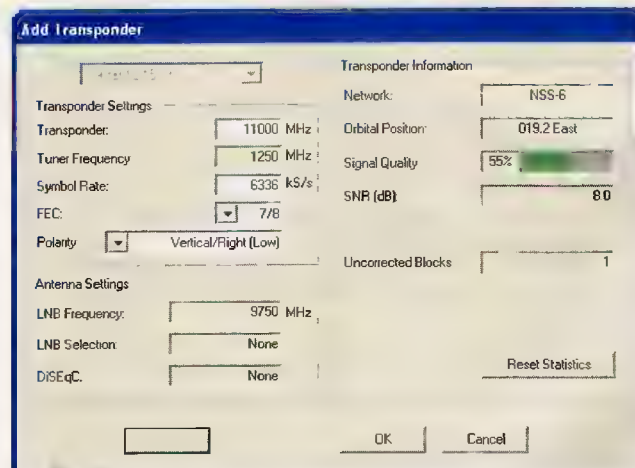 Add Transponder
Transponder Settings
Transponder: 11000 MHz
Tuner Frequency 1250 MHz
Symbol Rate: 6336 kS/s
FEC: 7/8
Polarity Vertical/Right (Low)
Antenna Settings
LNB Frequency: 9750 MHz
LNB Selection: None
DiSEqC. None
Transponder Information
Network: NSS-6
Orbital Position: 019.2 East
Signal Quality 55%
SNR (dB) 8.0
Uncorrected Blocks 1
Reset Statistics
OK Cancel